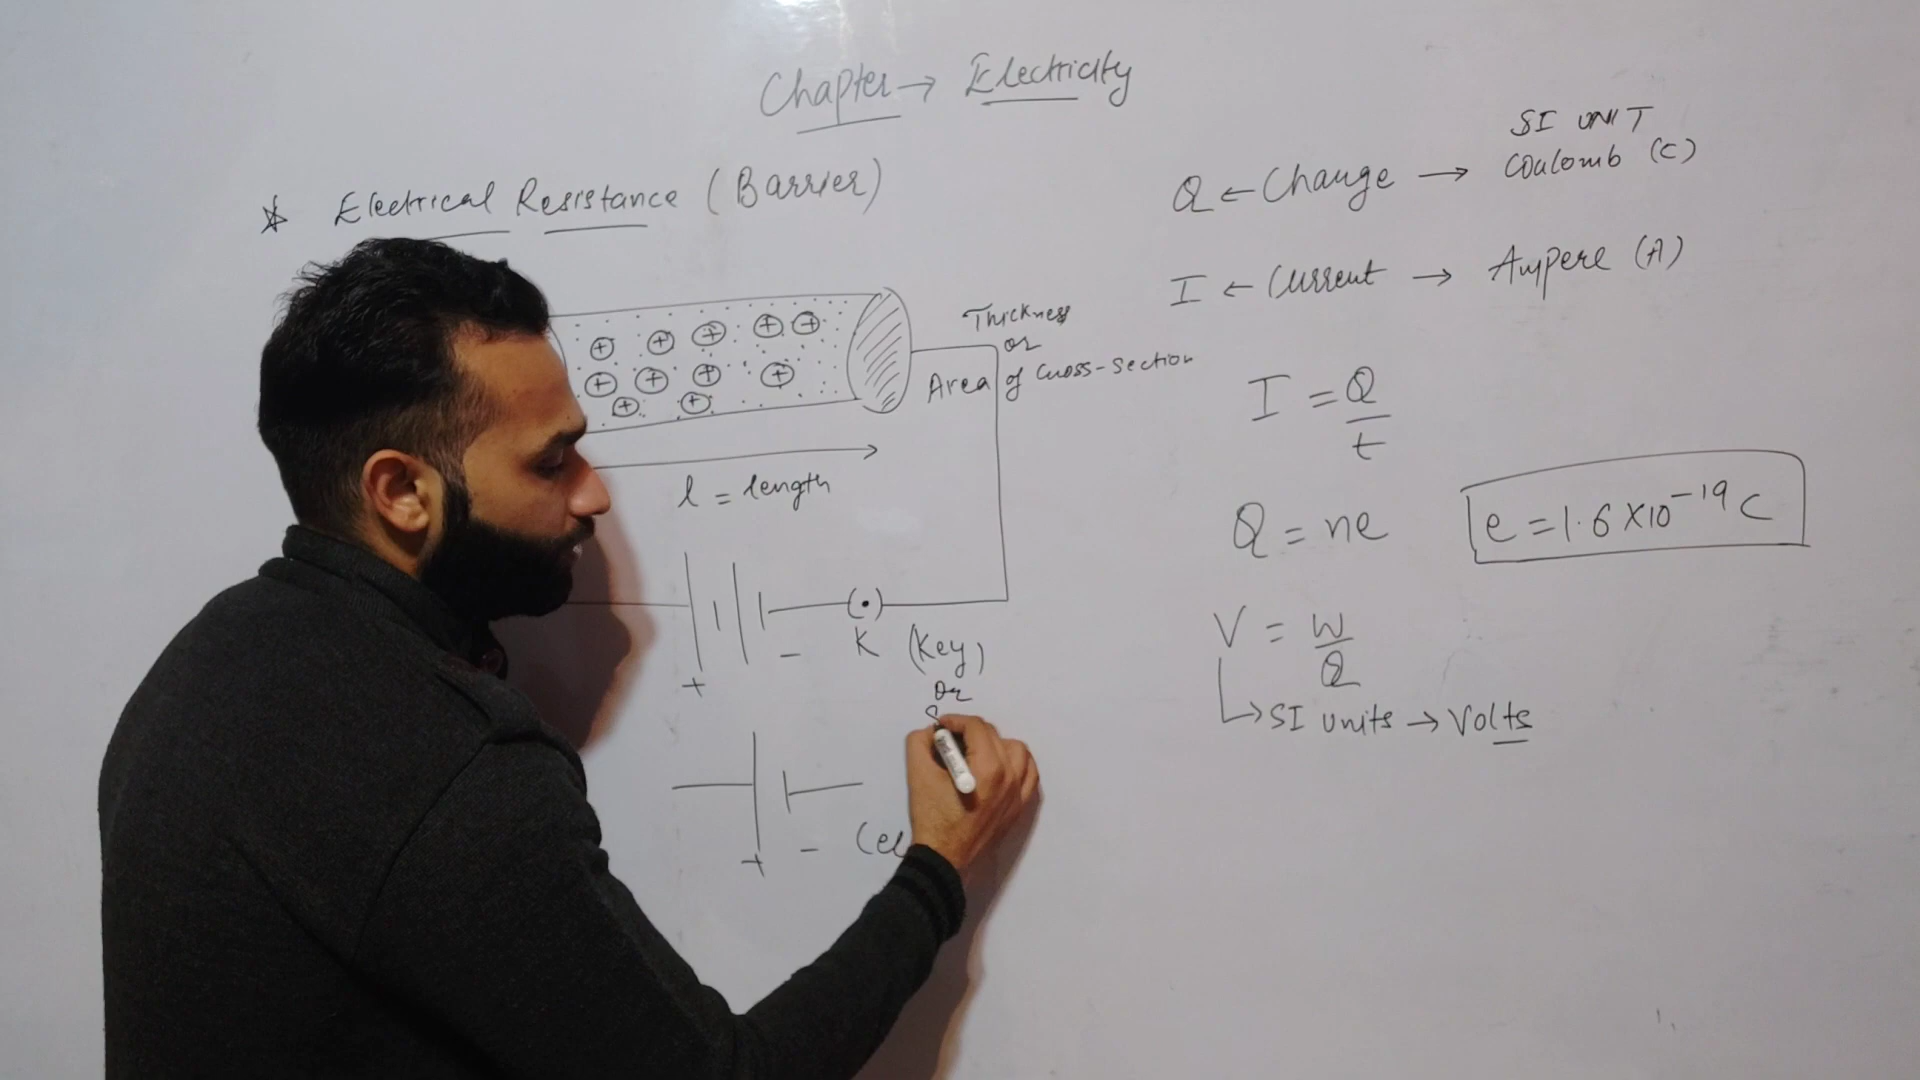 Chapter → Electricity
* Electrical Resistance (Barrier)
Thickness
or
Area of cross-section
l = length
+ -
K (Key)
or
S
+ -
SI UNIT
Q ← Charge → Coulomb (C)
I ← Current → Ampere (A)
I = Q/t
Q = ne
e = 1.6 X 10⁻¹⁹ C
V = W/Q
↳ SI units → Volts